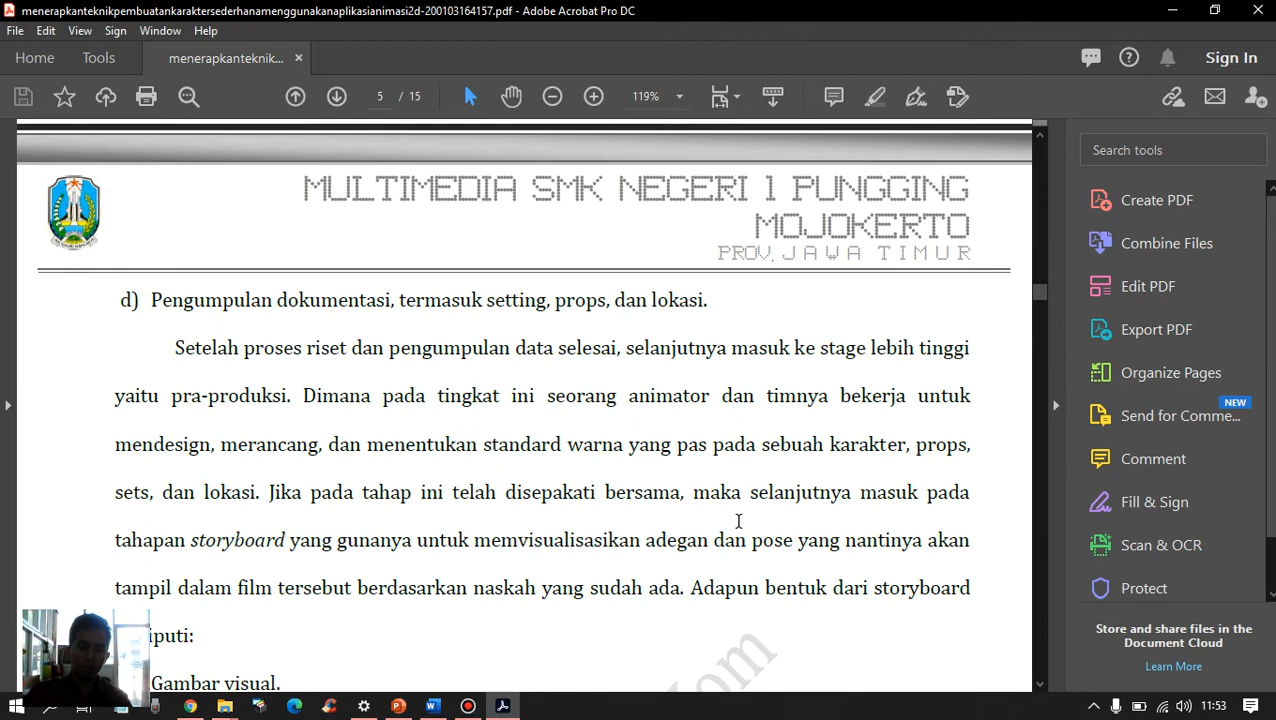 menerapkanteknikpembuatankaraktersederhanamenggunakanaplikasianimasi2d-200103164157.pdf - Adobe Acrobat Pro DC
File Edit View Sign Window Help
Home Tools menerapkanteknik... × Sign In
5 / 15 119%
Search tools
MULTIMEDIA SMK NEGERI 1 PUNGGING
MOJOKERTO
PROV. JAWA TIMUR
d) Pengumpulan dokumentasi, termasuk setting, props, dan lokasi.
Setelah proses riset dan pengumpulan data selesai, selanjutnya masuk ke stage lebih tinggi
yaitu pra-produksi. Dimana pada tingkat ini seorang animator dan timnya bekerja untuk
mendesign, merancang, dan menentukan standard warna yang pas pada sebuah karakter, props,
sets, dan lokasi. Jika pada tahap ini telah disepakati bersama, maka selanjutnya masuk pada
tahapan storyboard yang gunanya untuk memvisualisasikan adegan dan pose yang nantinya akan
tampil dalam film tersebut berdasarkan naskah yang sudah ada. Adapun bentuk dari storyboard
iputi:
Gambar visual.
Create PDF
Combine Files
Edit PDF
Export PDF
Organize Pages
NEW
Send for Comme...
Comment
Fill & Sign
Scan & OCR
Protect
Store and share files in the
Document Cloud
Learn More
11:53